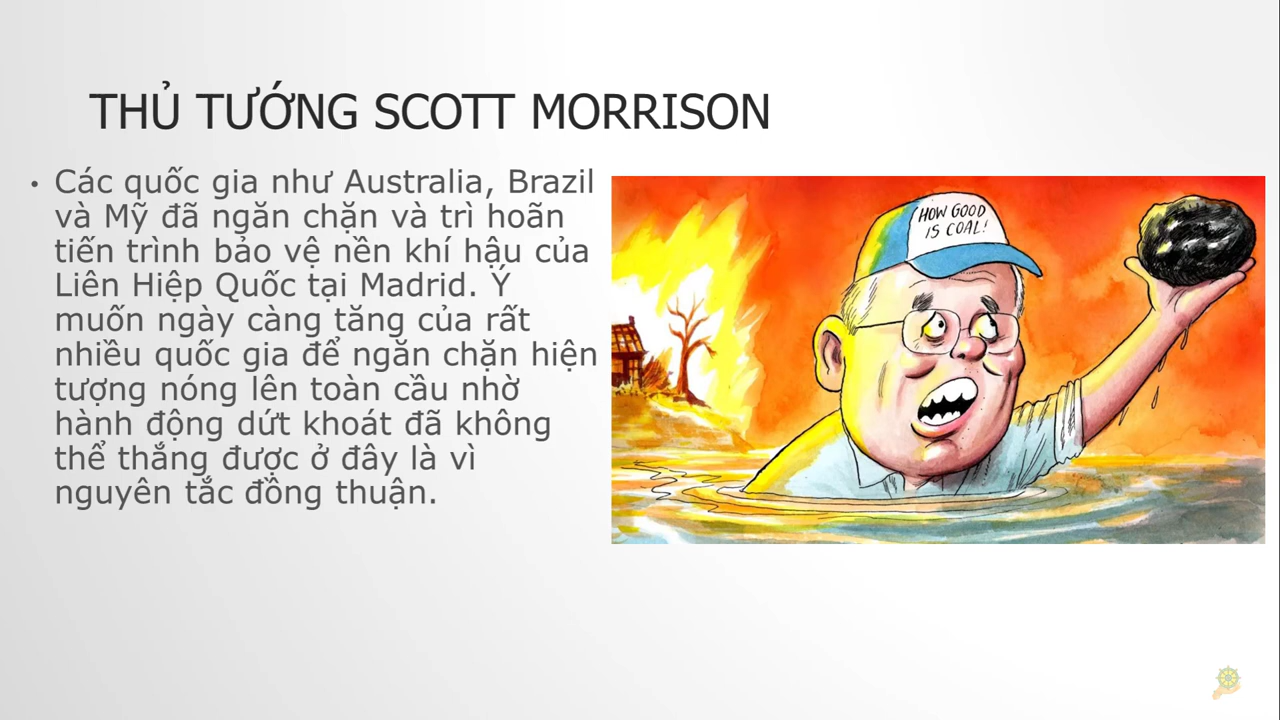 THỦ TƯỚNG SCOTT MORRISON
• Các quốc gia như Australia, Brazil
và Mỹ đã ngăn chặn và trì hoãn
tiến trình bảo vệ nền khí hậu của
Liên Hiệp Quốc tại Madrid. Ý
muốn ngày càng tăng của rất
nhiều quốc gia để ngăn chặn hiện
tượng nóng lên toàn cầu nhờ
hành động dứt khoát đã không
thể thắng được ở đây là vì
nguyên tắc đồng thuận.
HOW GOOD
IS COAL!